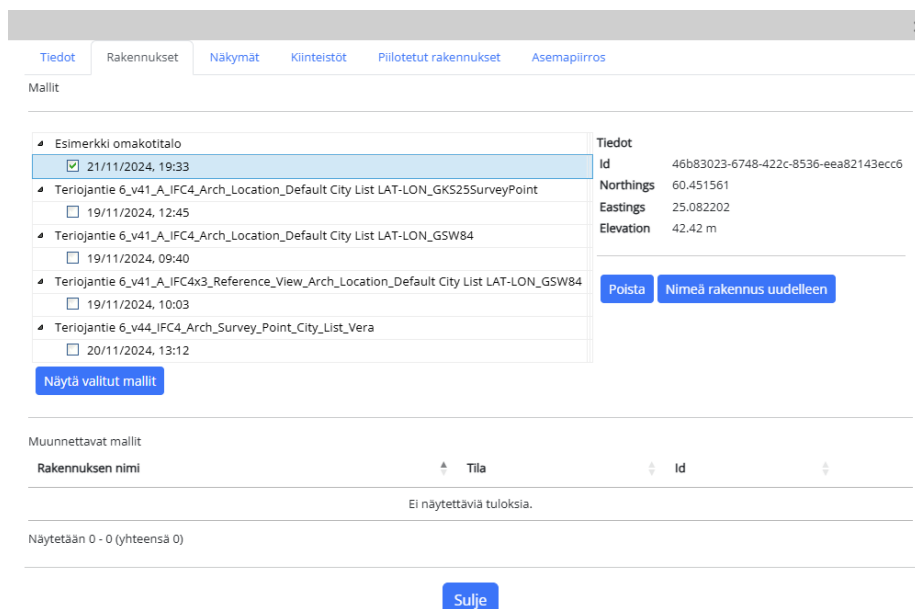 Tiedot Rakennukset Näkymät Kiinteistöt Piilotetut rakennukset Asemapiirros
Mallit
Esimerkki omakotitalo
21/11/2024, 19:33
Teriojantie 6_v41_A_IFC4_Arch_Location_Default City List LAT-LON_GKS25SurveyPoint
19/11/2024, 12:45
Teriojantie 6_v41_A_IFC4_Arch_Location_Default City List LAT-LON_GSW84
19/11/2024, 09:40
Teriojantie 6_v41_A_IFC4x3_Reference_View_Arch_Location_Default City List LAT-LON_GSW84
19/11/2024, 10:03
Teriojantie 6_v44_IFC4_Arch_Survey_Point_City_List_Vera
20/11/2024, 13:12
Näytä valitut mallit
Tiedot
Id 46b83023-6748-422c-8536-eea82143ecc6
Northings 60.451561
Eastings 25.082202
Elevation 42.42 m
Poista Nimeä rakennus uudelleen
Muunnettavat mallit
Rakennuksen nimi Tila Id
Ei näytettäviä tuloksia.
Näytetään 0 - 0 (yhteensä 0)
Sulje